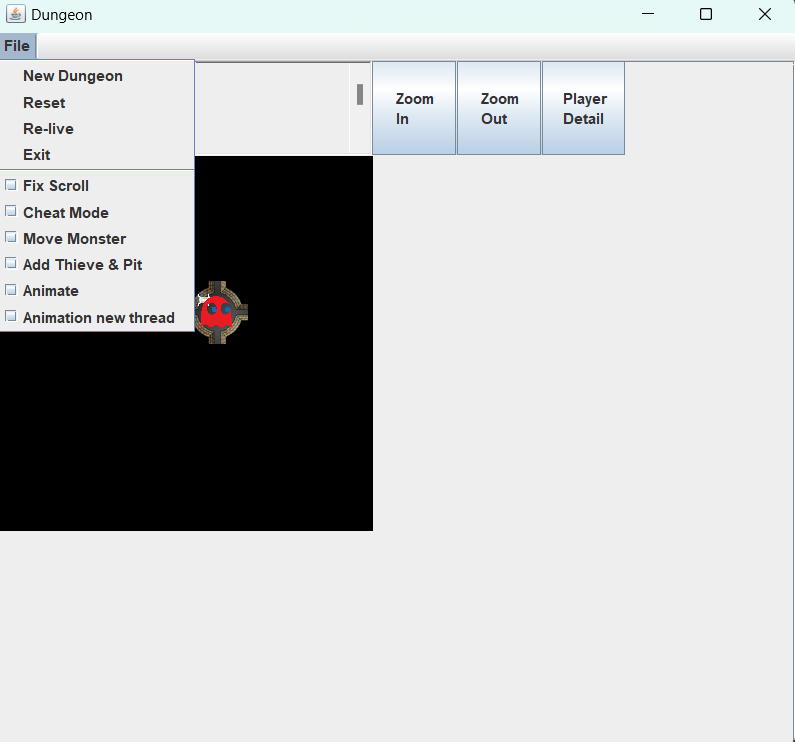 Dungeon
File
New Dungeon
Reset
Re-live
Exit
Fix Scroll
Cheat Mode
Move Monster
Add Thieve & Pit
Animate
Animation new thread
Zoom
In
Zoom
Out
Player
Detail